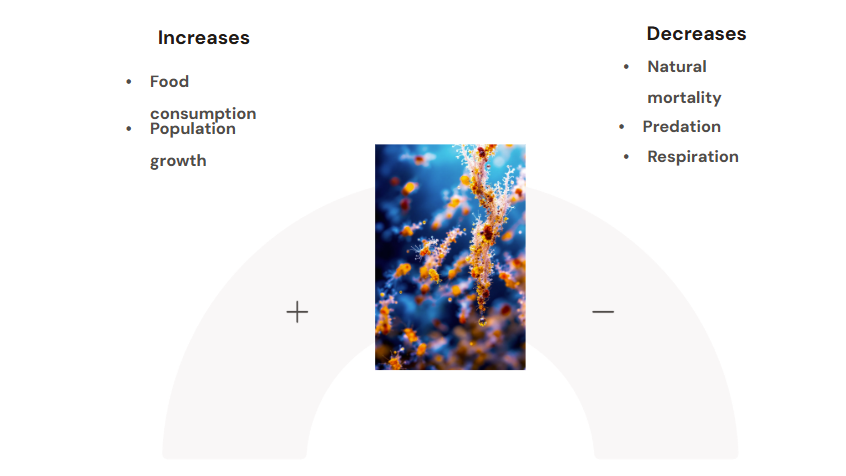 Increases
• Food
consumption
• Population
growth
+
Decreases
• Natural
mortality
• Predation
• Respiration
−